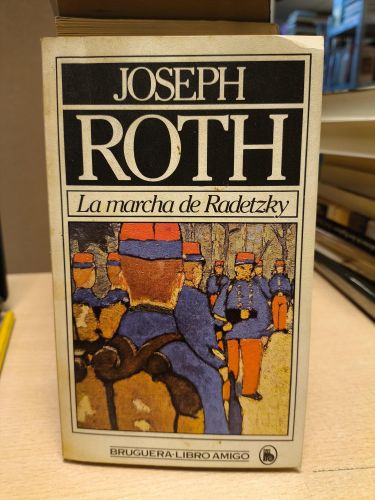 JOSEPH
ROTH
La marcha de Radetzky
BRUGUERA-LIBRO AMIGO